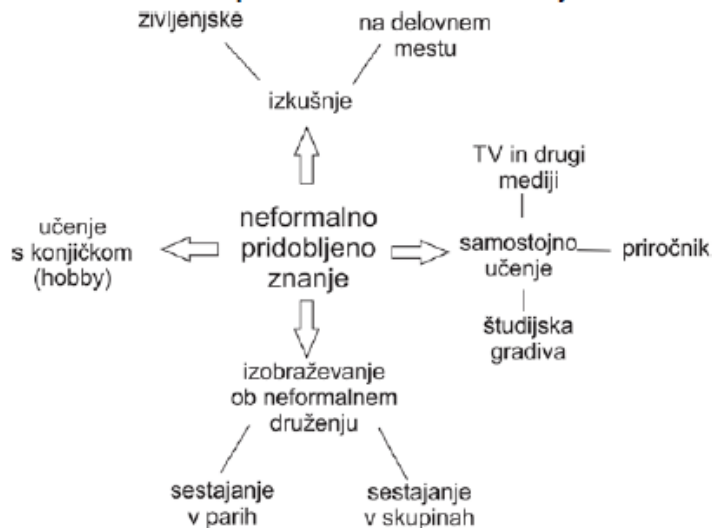 življenjske
na delovnem
mestu
izkušnje
TV in drugi
mediji
učenje
s konjičkom
(hobby)
neformalno
pridobljeno
znanje
samostojno
učenje
priročnik
študijska
gradiva
izobraževanje
ob neformalnem
druženju
sestajanje
v parih
sestajanje
v skupinah